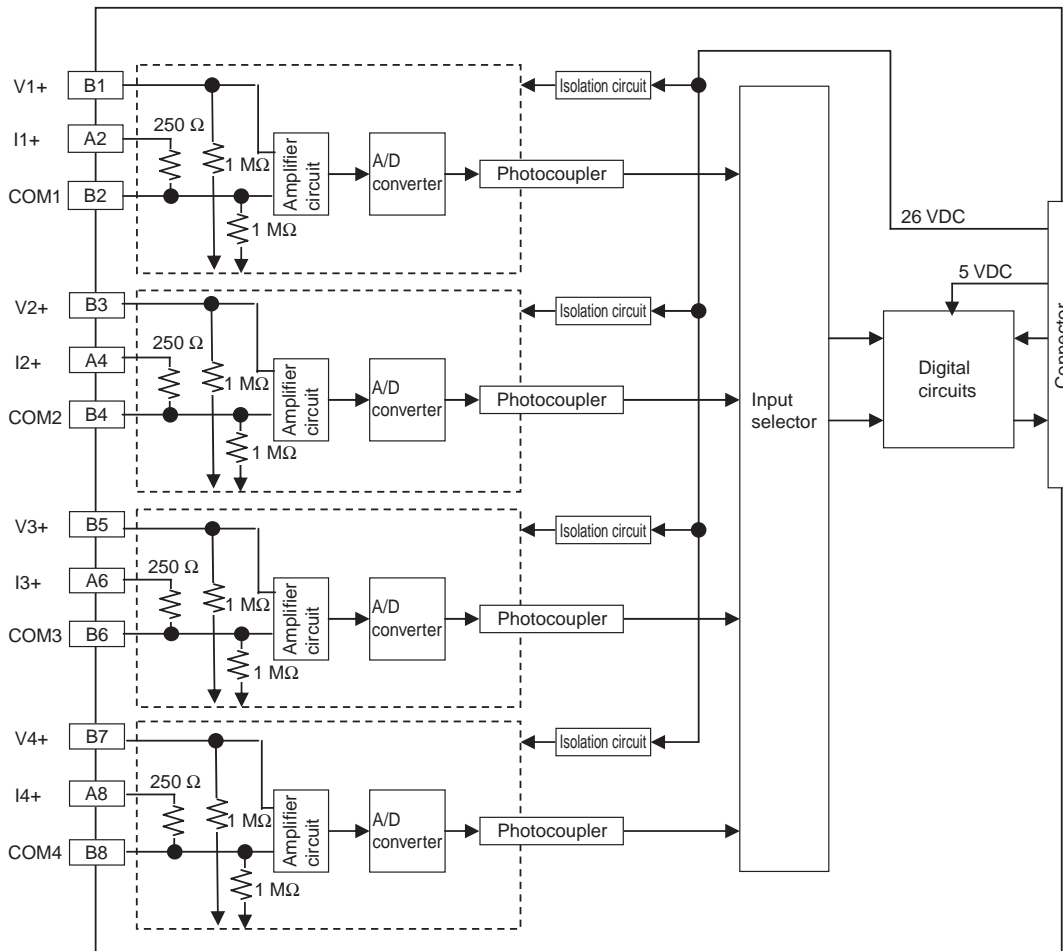 V1+
B1
Isolation circuit
250 Ω
I1+
A2
1 MΩ
Amplifier
circuit
A/D
converter
Photocoupler
COM1
B2
1 MΩ
26 VDC
5 VDC
V2+
B3
Isolation circuit
250 Ω
I2+
A4
1 MΩ
Amplifier
circuit
A/D
converter
Photocoupler
COM2
B4
1 MΩ
Input
selector
Digital
circuits
Connector
V3+
B5
Isolation circuit
250 Ω
I3+
A6
1 MΩ
Amplifier
circuit
A/D
converter
Photocoupler
COM3
B6
1 MΩ
V4+
B7
Isolation circuit
250 Ω
I4+
A8
1 MΩ
Amplifier
circuit
A/D
converter
Photocoupler
COM4
B8
1 MΩ